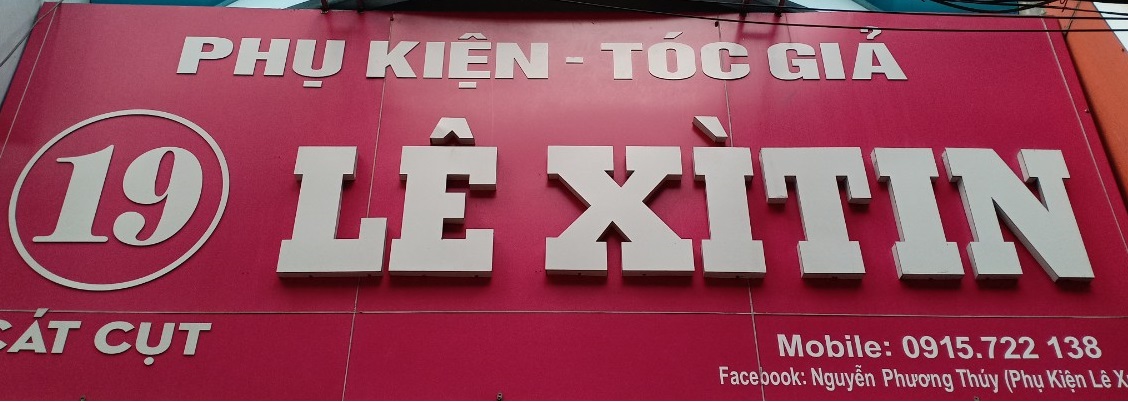 PHỤ KIỆN - TÓC GIẢ
19
LÊ XÌTIN
CÁT CỤT
Mobile: 0915.722 138
Facebook: Nguyễn Phương Thúy (Phụ Kiện Lê